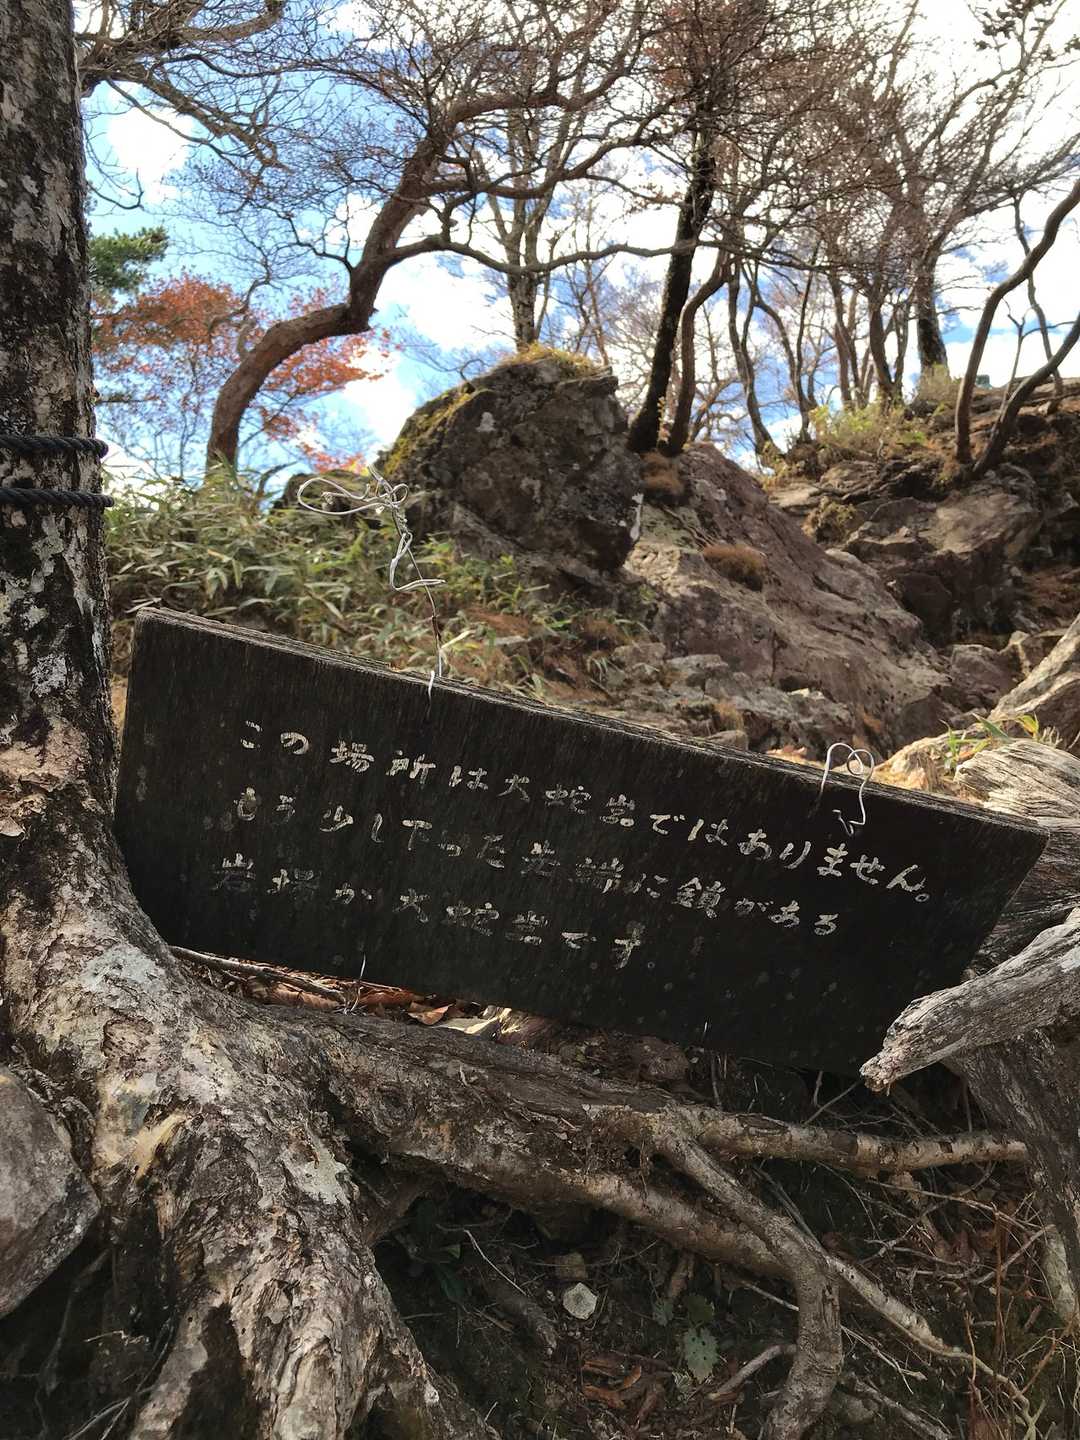 この場所は大蛇嵓ではありません。
もう少し下った先端に鎖がある
岩場が大蛇嵓です